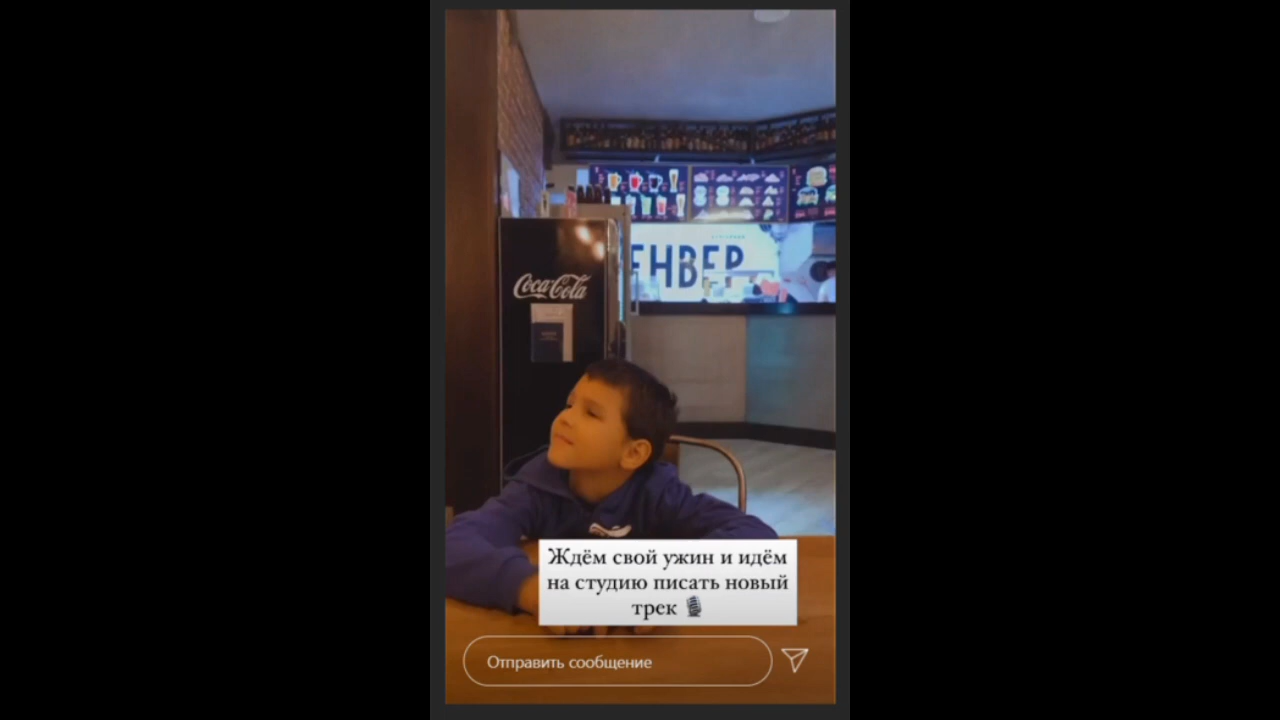 Coca-Cola
ЕНВЕР
Ждём свой ужин и идём
на студию писать новый
трек
Отправить сообщение